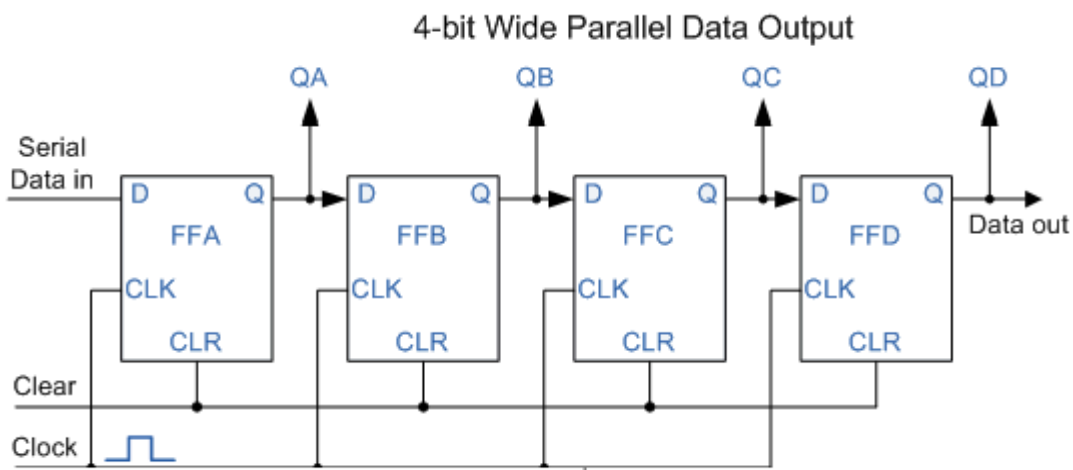 4-bit Wide Parallel Data Output
QA QB QC QD
Serial
Data in
D Q D Q D Q D Q
Data out
FFA FFB FFC FFD
CLK CLK CLK CLK
CLR CLR CLR CLR
Clear
Clock